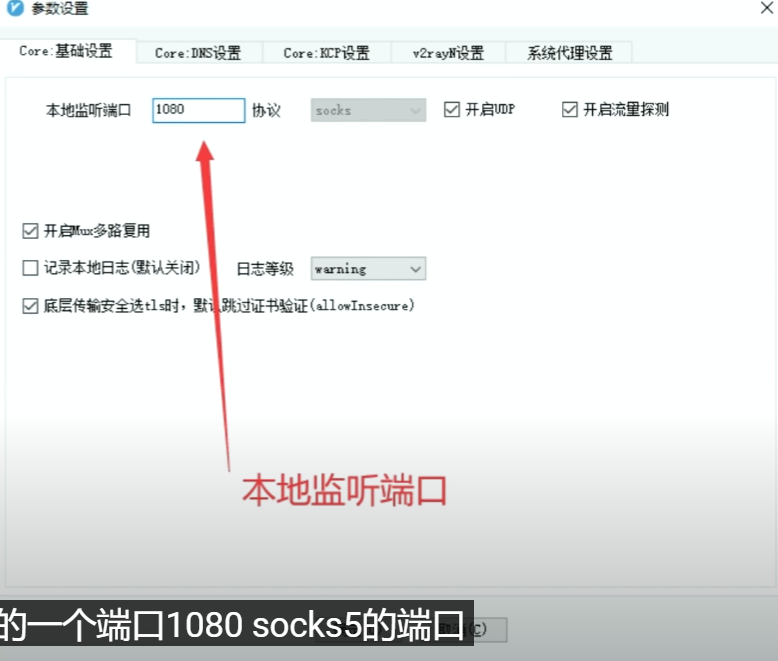 参数设置
Core:基础设置 Core:DNS设置 Core:KCP设置 v2rayN设置 系统代理设置
本地监听端口 1080 协议 socks 开启UDP 开启流量探测
开启Mux多路复用
记录本地日志(默认关闭) 日志等级 warning
底层传输安全选tls时，默认跳过证书验证(allowInsecure)
本地监听端口
的一个端口1080 socks5的端口
(C)